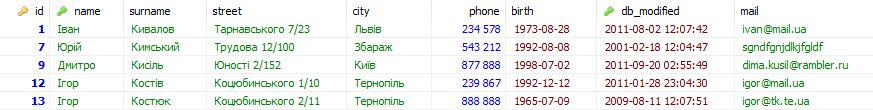 id name surname street city phone birth db_modified mail
1 Іван Кивалов Тарнавського 7/23 Львів 234 578 1973-08-28 2011-08-02 12:07:42 ivan@mail.ua
7 Юрій Кимський Трудова 12/100 Збараж 543 212 1992-08-08 2001-02-18 12:04:47 sgndfgnjdlkjfgldf
9 Дмитро Кисіль Юності 2/152 Київ 877 888 1998-07-02 2011-09-20 02:55:49 dima.kusil@rambler.ru
12 Ігор Костів Коцюбинського 1/10 Тернопіль 239 867 1992-12-12 2011-01-28 23:04:30 igor@mail.ua
13 Ігор Костюк Коцюбинського 2/11 Тернопіль 888 888 1965-07-09 2009-08-11 12:07:51 igor@tk.te.ua